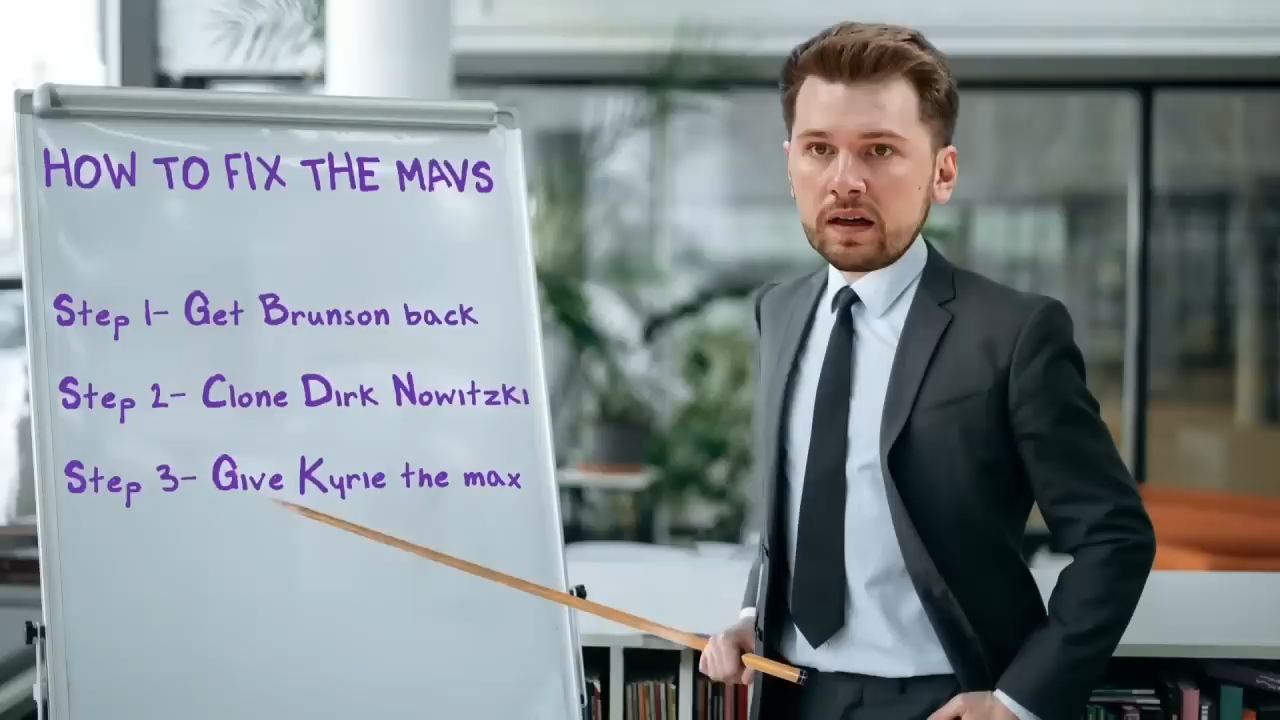 HOW TO FIX THE MAVS
Step 1- Get Brunson back
Step 2- Clone Dirk Nowitzki
Step 3- Give Kyrie the max